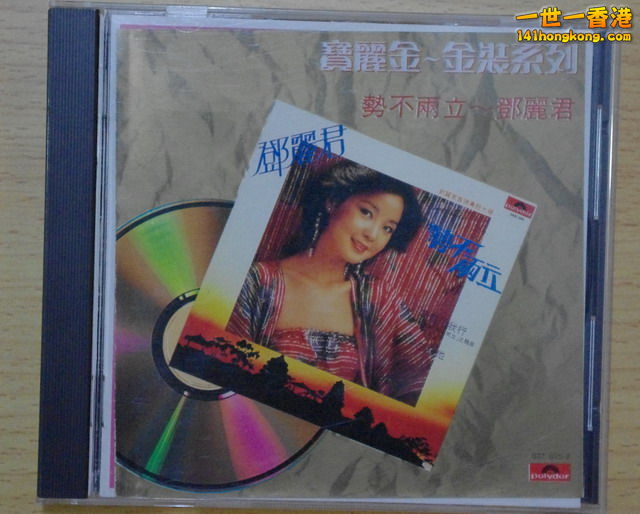 一世一香港
141hongkong.com
寶麗金~金裝系列
勢不兩立~鄧麗君
鄧麗君
polydor
勢不
兩立
polydor